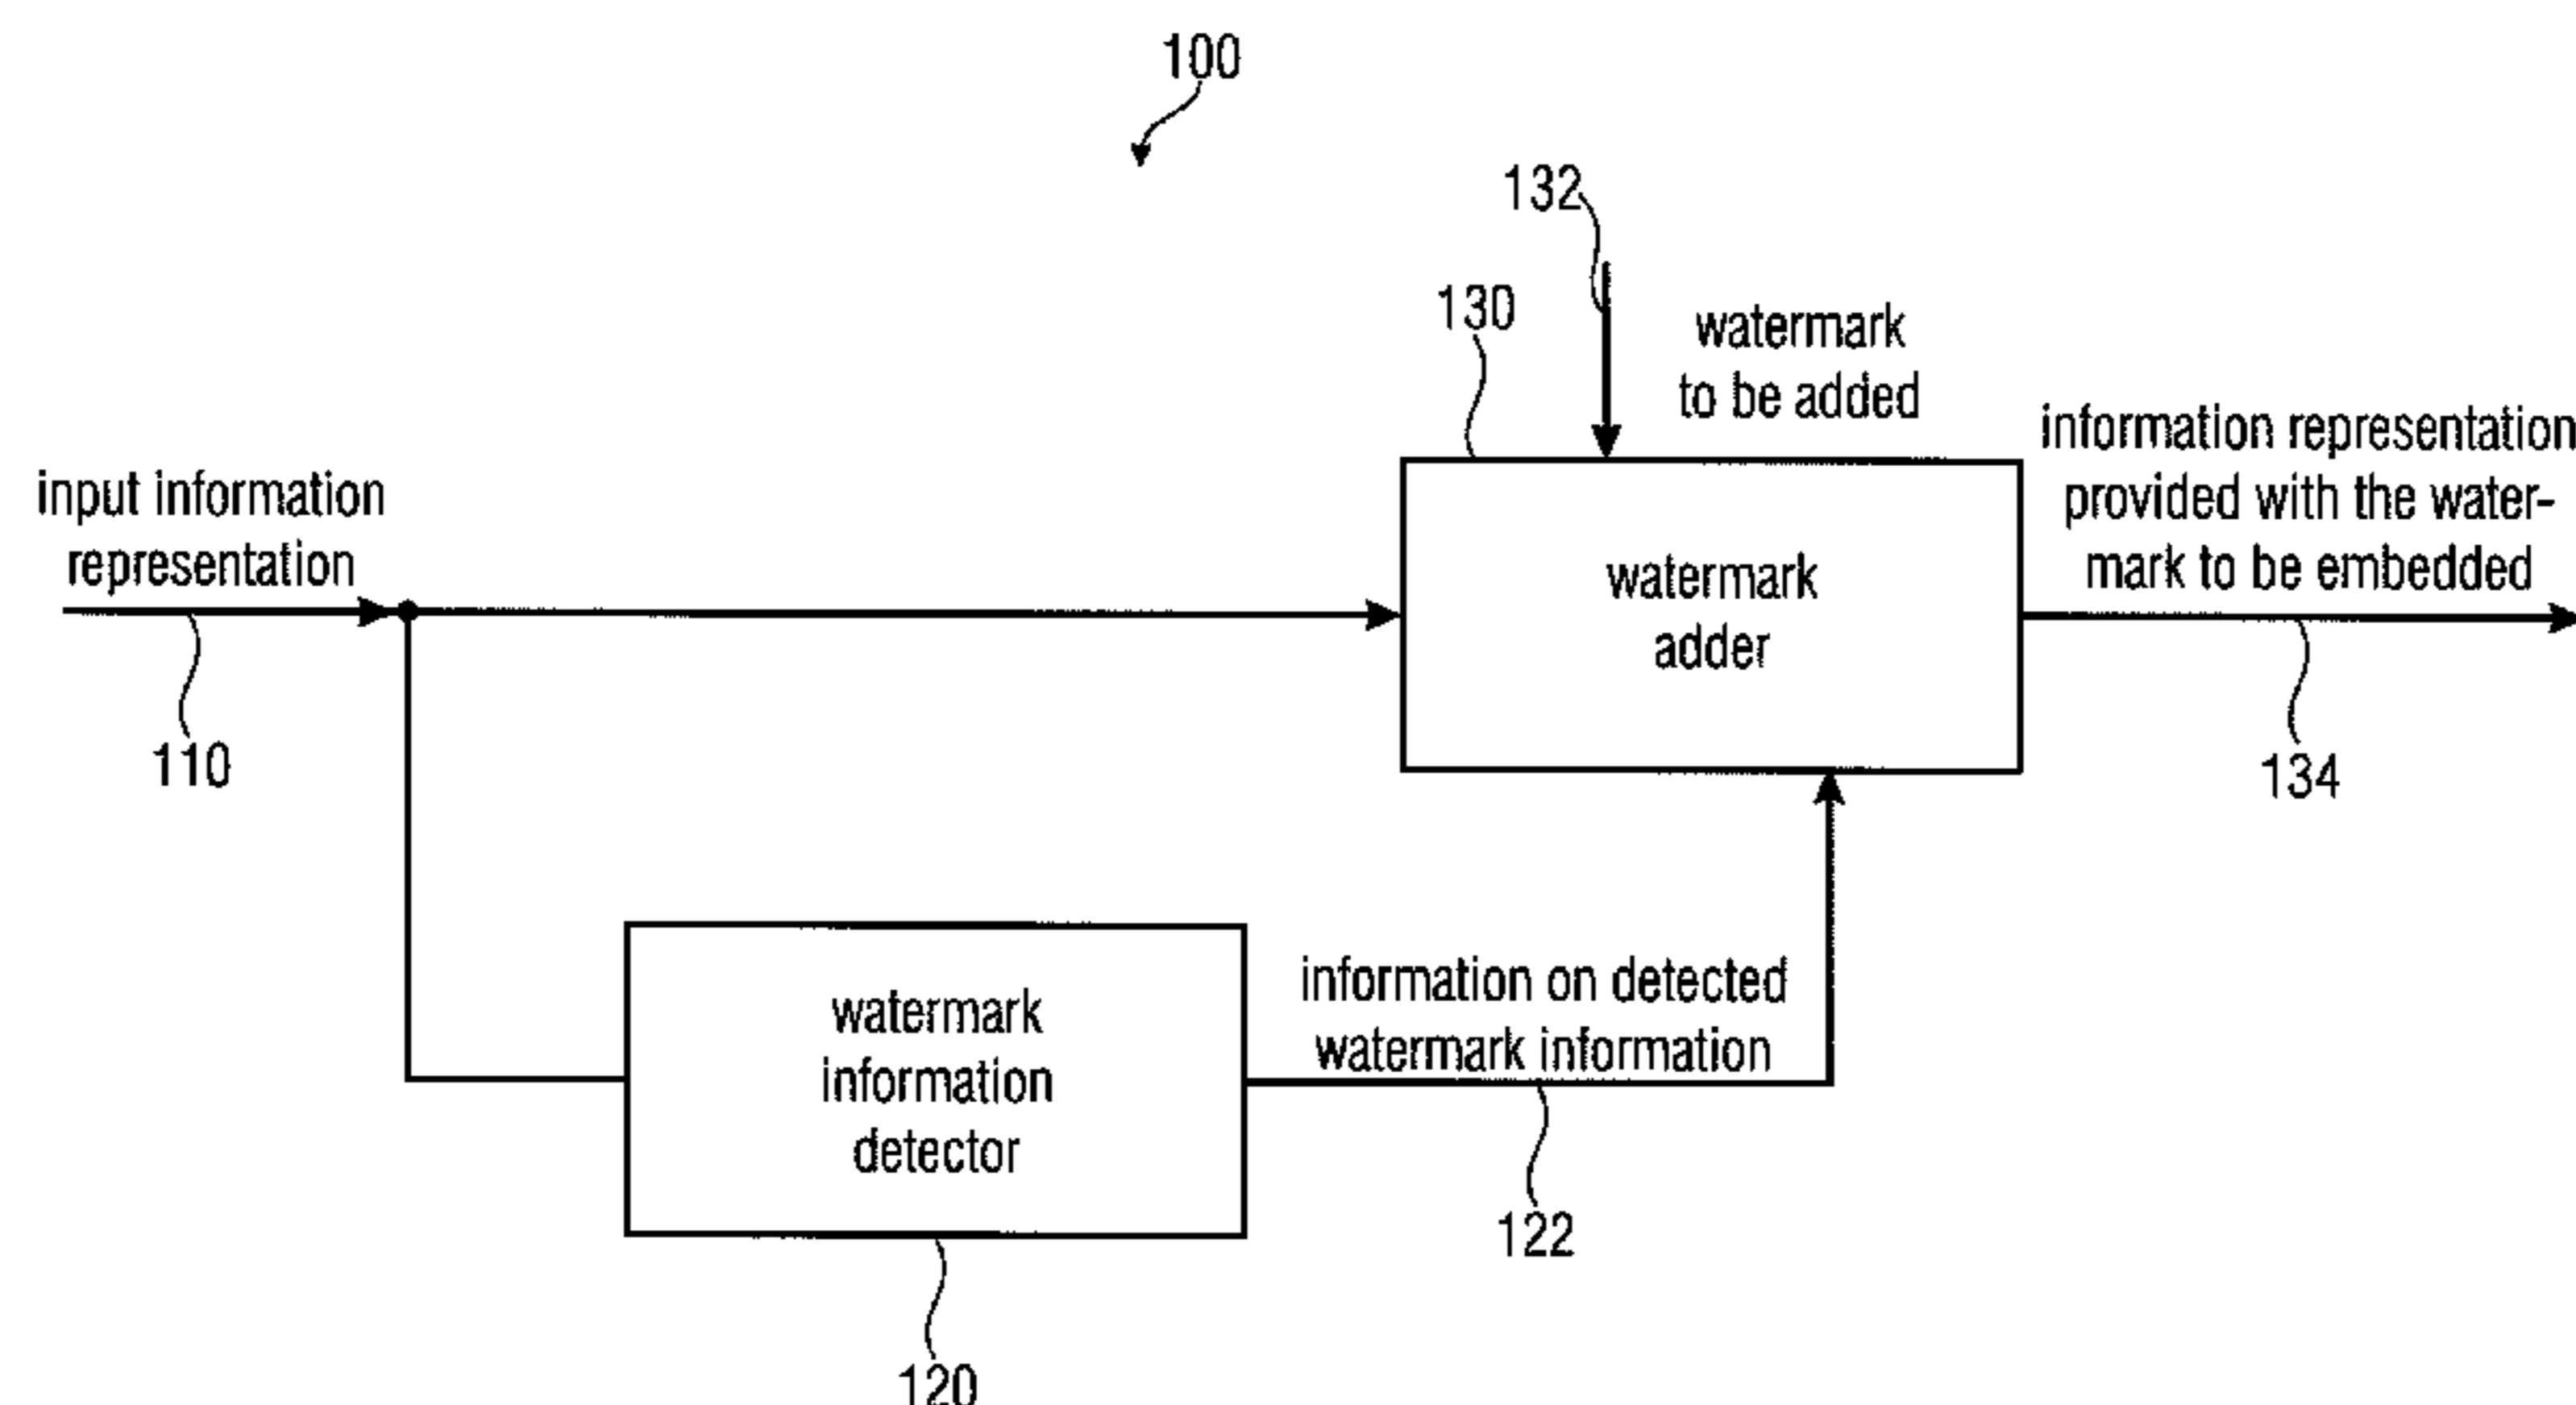 100
132
130
watermark
to be added
information representation
provided with the water-
mark to be embedded
input information
representation
watermark
adder
110
134
information on detected
watermark information
watermark
information
detector
122
120